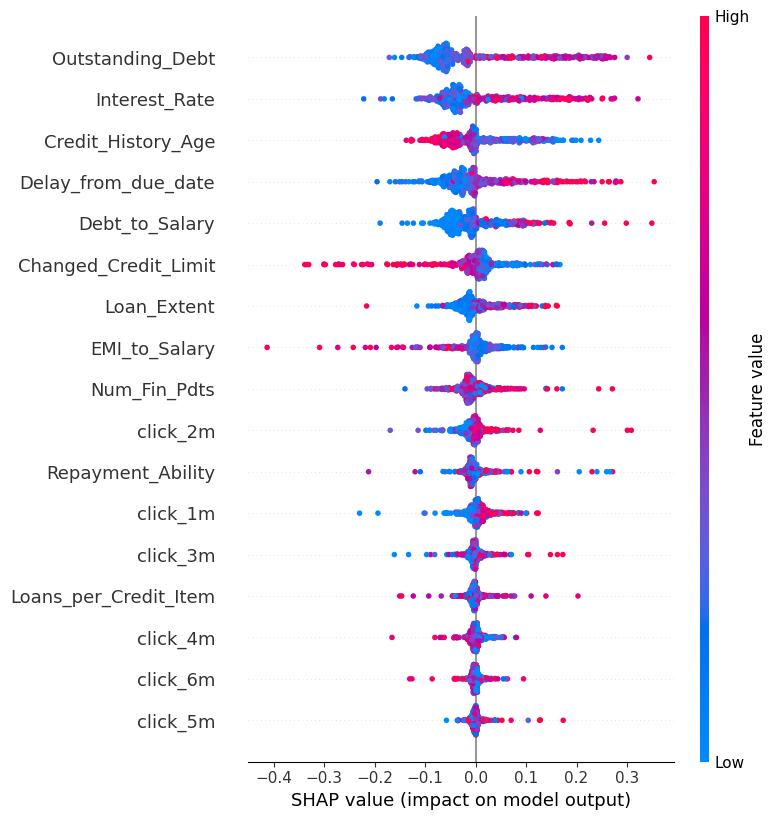 High
Outstanding_Debt
Interest_Rate
Credit_History_Age
Delay_from_due_date
Debt_to_Salary
Changed_Credit_Limit
Loan_Extent
EMI_to_Salary
Num_Fin_Pdts
click_2m
Repayment_Ability
click_1m
click_3m
Loans_per_Credit_Item
click_4m
click_6m
click_5m
Feature value
Low
−0.4 −0.3 −0.2 −0.1 0.0 0.1 0.2 0.3
SHAP value (impact on model output)